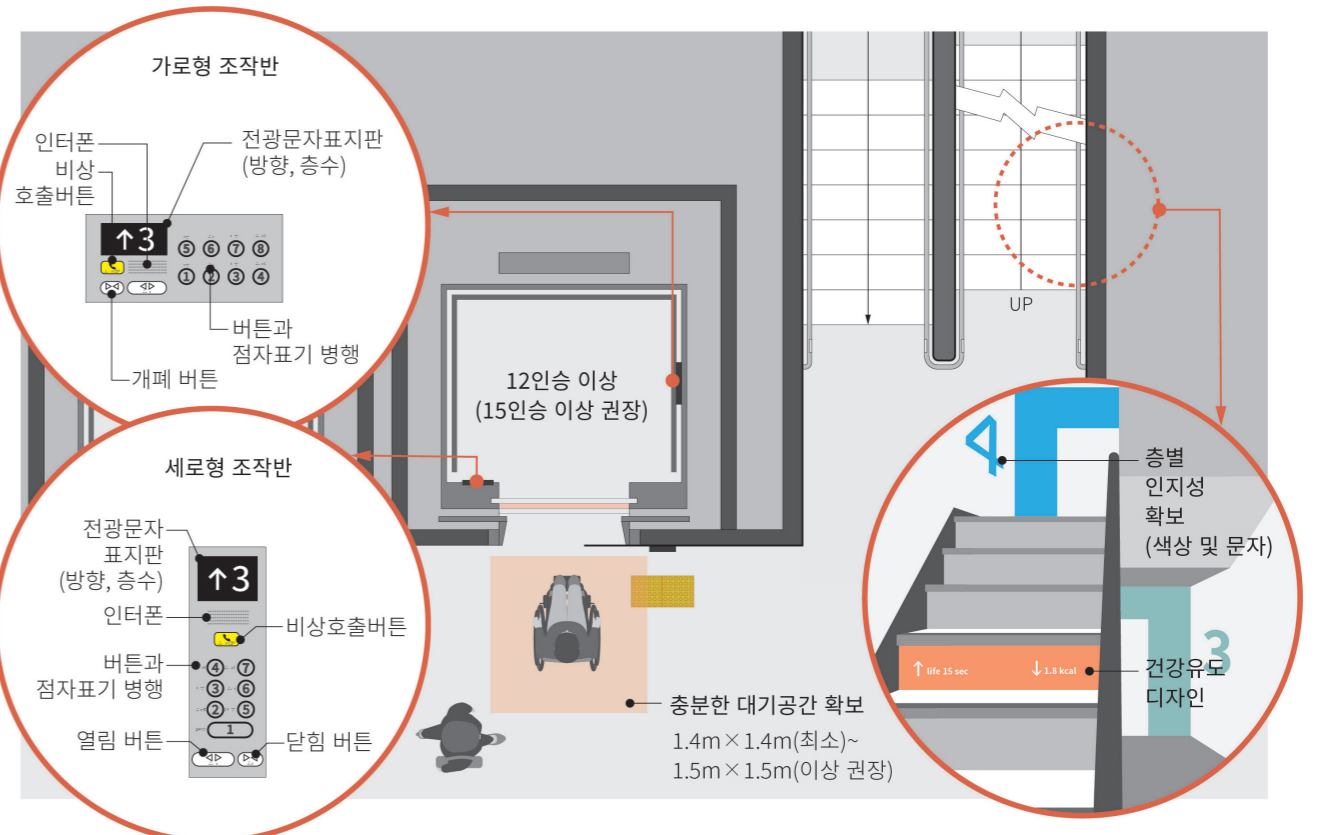 가로형 조작반
인터폰
비상
호출버튼
전광문자표지판
(방향, 층수)
↑3
⑤ ⑥ ⑦ ⑧
① ② ③ ④
버튼과
점자표기 병행
개폐 버튼
세로형 조작반
전광문자
표지판
(방향, 층수)
↑3
인터폰
비상호출버튼
버튼과
점자표기 병행
④ ⑦
③ ⑥
② ⑤
1
열림 버튼
닫힘 버튼
12인승 이상
(15인승 이상 권장)
UP
충분한 대기공간 확보
1.4m×1.4m(최소)~
1.5m×1.5m(이상 권장)
4
층별
인지성
확보
(색상 및 문자)
3
↑ life 15 sec
↓ 1.8 kcal
건강유도
디자인